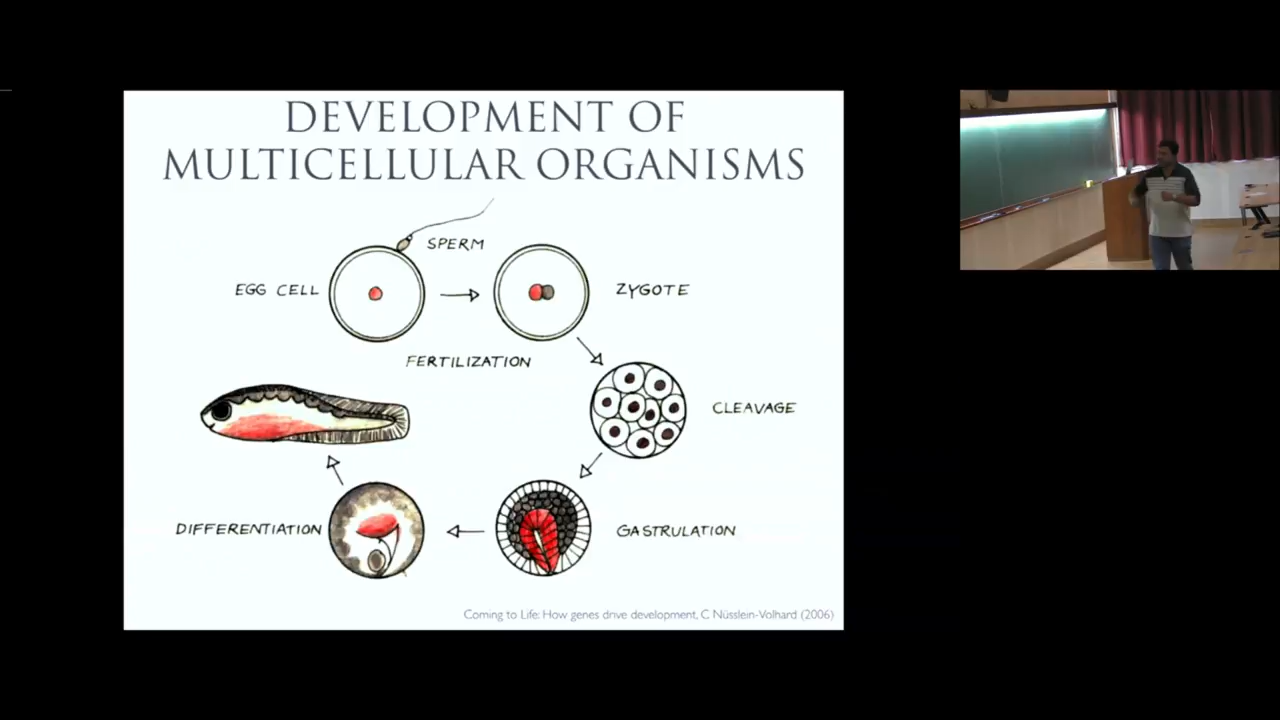 DEVELOPMENT OF
MULTICELLULAR ORGANISMS
SPERM
EGG CELL
ZYGOTE
FERTILIZATION
CLEAVAGE
DIFFERENTIATION
GASTRULATION
Coming to Life: How genes drive development, C Nüsslein-Volhard (2006)